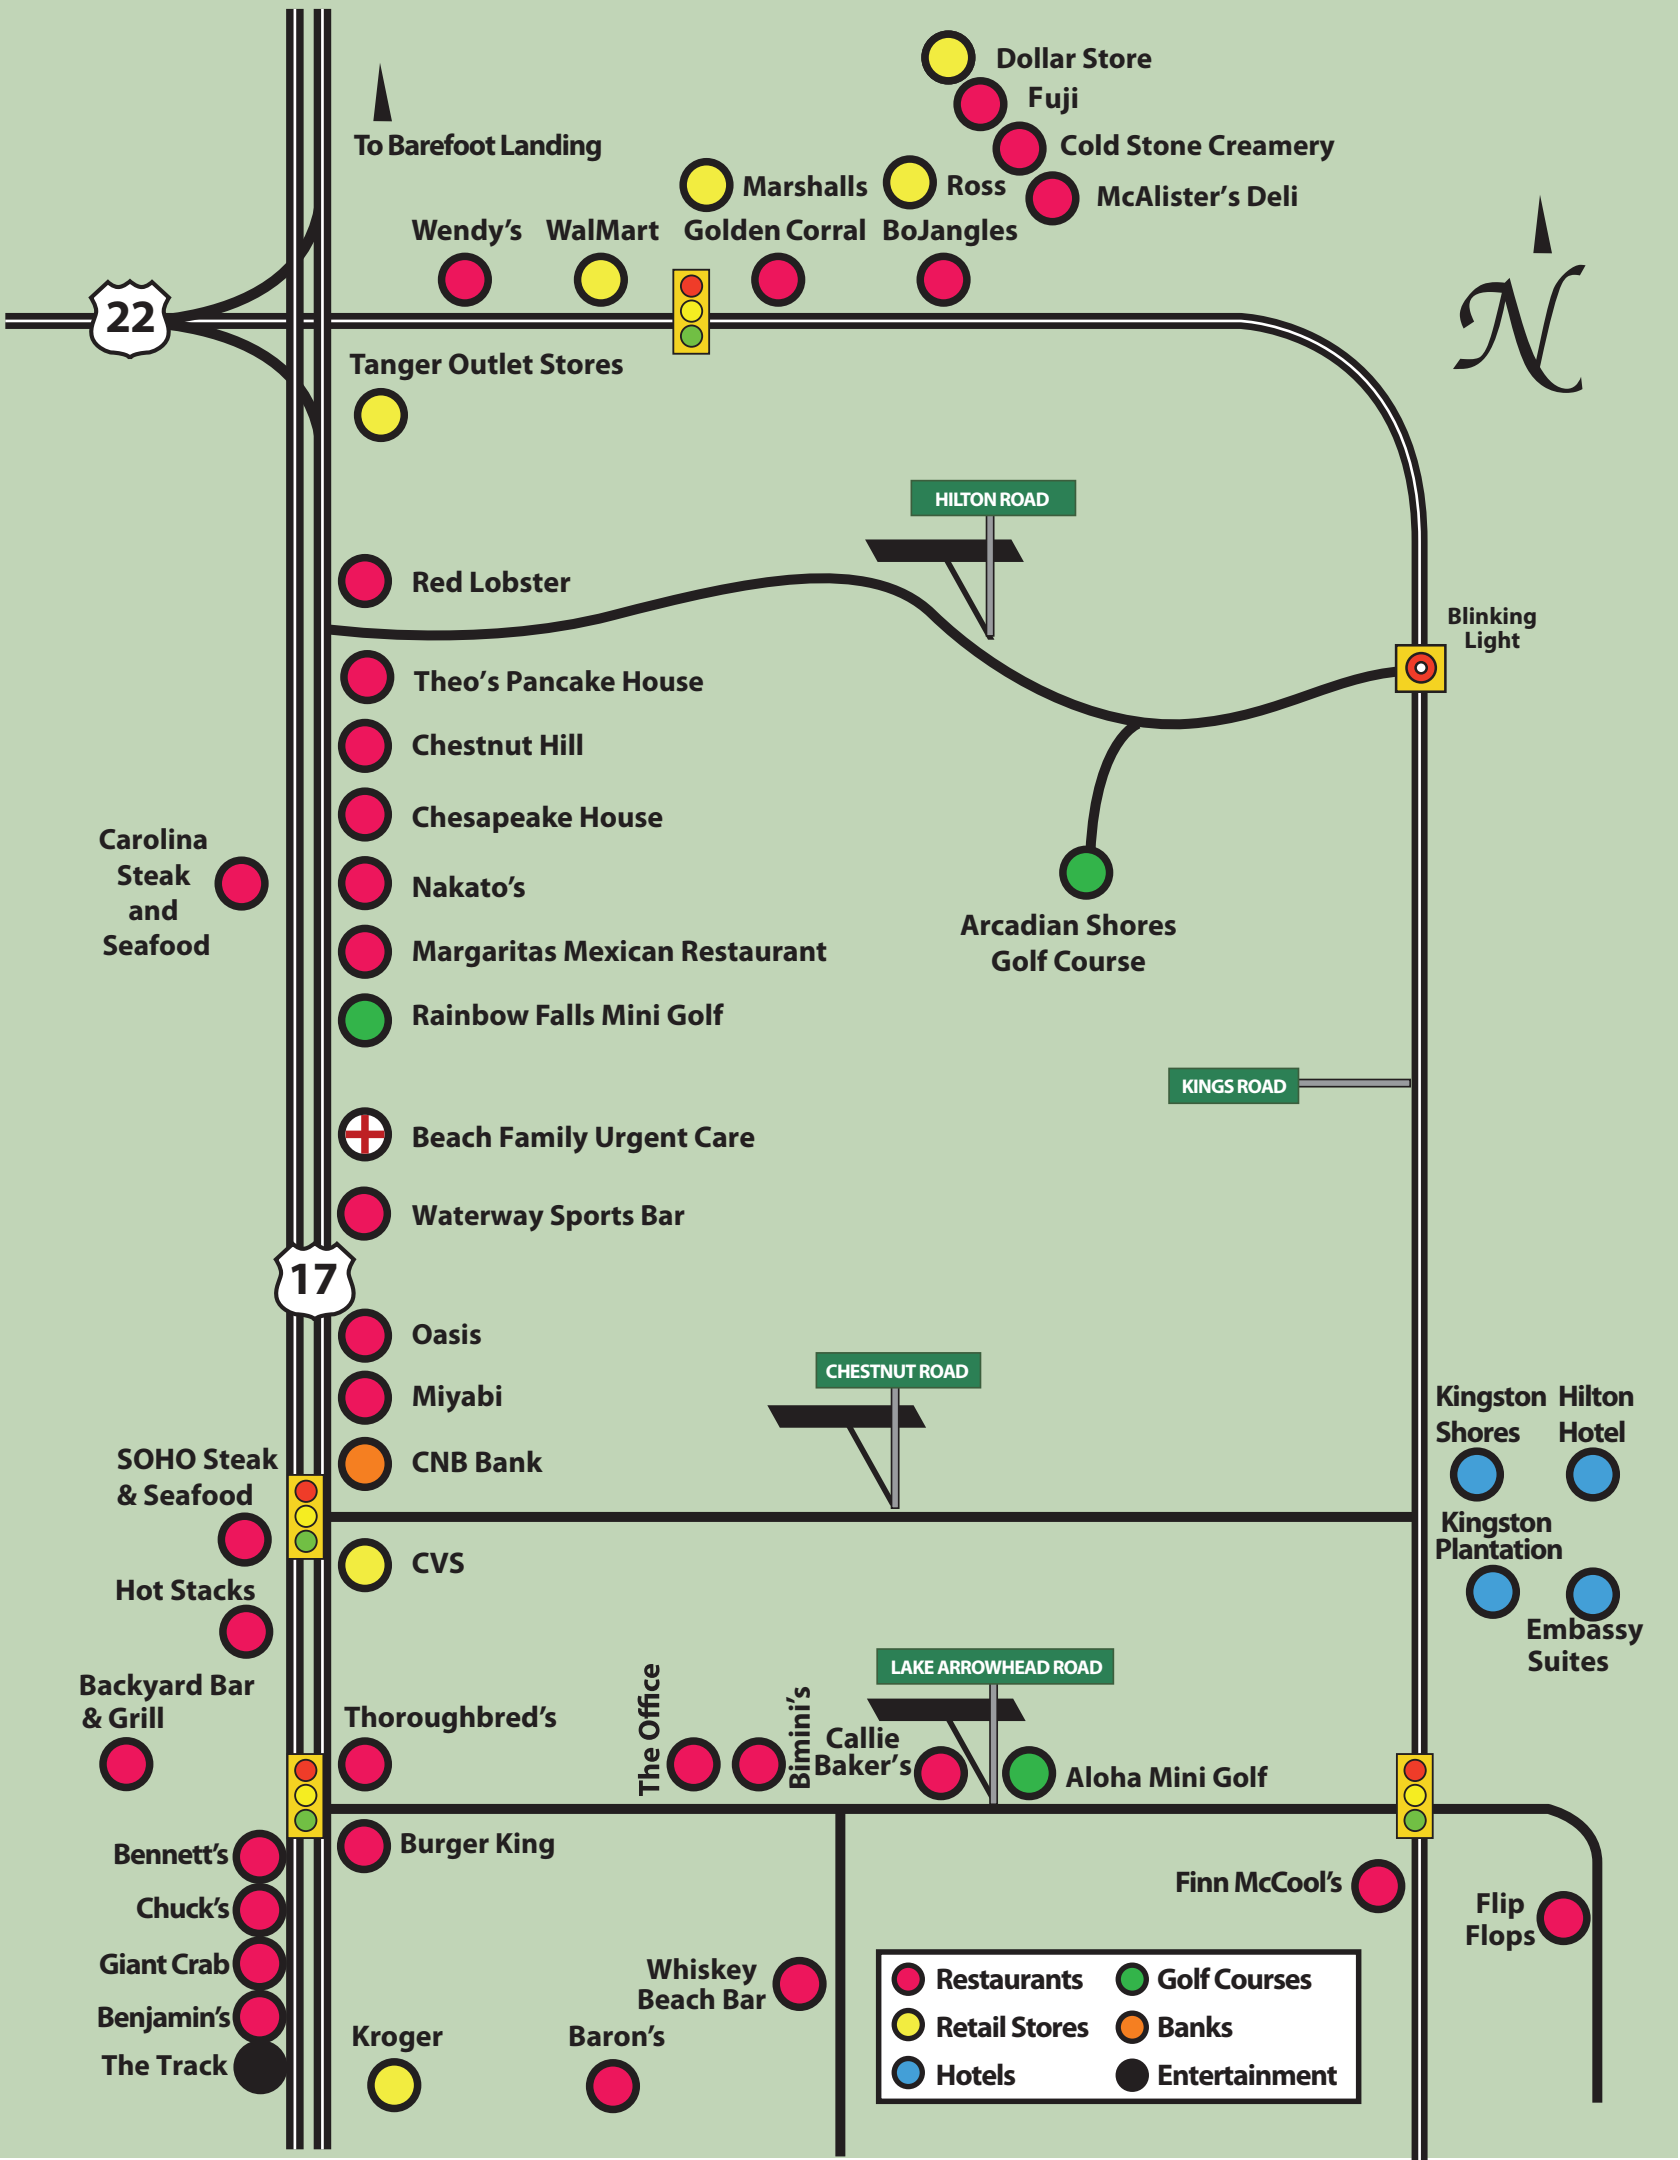 Dollar Store
Fuji
To Barefoot Landing
Cold Stone Creamery
Marshalls
Ross
McAlister's Deli
Wendy's
WalMart
Golden Corral
BoJangles
22
N
Tanger Outlet Stores
HILTON ROAD
Red Lobster
Blinking
Light
Theo's Pancake House
Chestnut Hill
Chesapeake House
Carolina
Steak
and
Seafood
Nakato's
Arcadian Shores
Golf Course
Margaritas Mexican Restaurant
Rainbow Falls Mini Golf
KINGS ROAD
Beach Family Urgent Care
Waterway Sports Bar
17
Oasis
CHESTNUT ROAD
Miyabi
Kingston
Shores
Hilton
Hotel
SOHO Steak
& Seafood
CNB Bank
Kingston
Plantation
CVS
Hot Stacks
Embassy
Suites
Backyard Bar
& Grill
Thoroughbred's
The Office
Bimini's
LAKE ARROWHEAD ROAD
Callie
Baker's
Aloha Mini Golf
Bennett's
Burger King
Chuck's
Finn McCool's
Flip
Flops
Giant Crab
Whiskey
Beach Bar
Benjamin's
The Track
Kroger
Baron's
Restaurants
Golf Courses
Retail Stores
Banks
Hotels
Entertainment